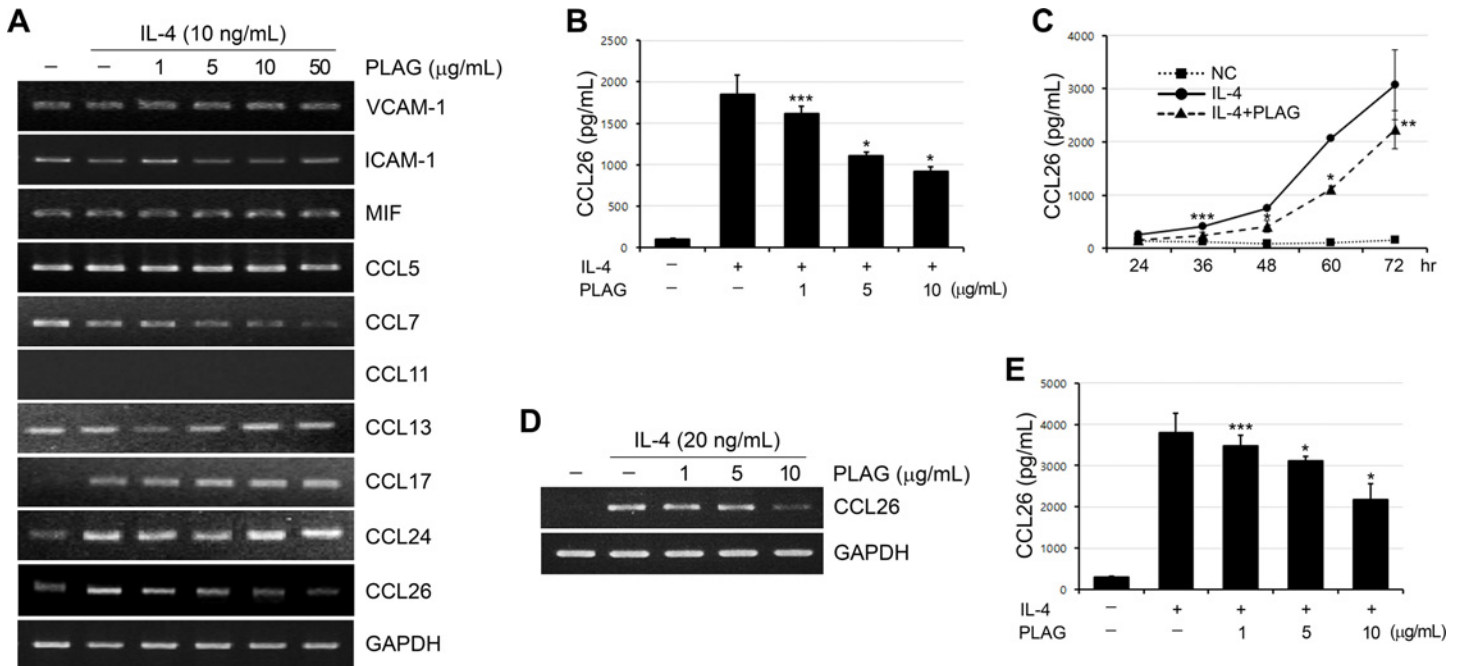 A
IL-4 (10 ng/mL)
– – 1 5 10 50 PLAG (μg/mL)
VCAM-1
ICAM-1
MIF
CCL5
CCL7
CCL11
CCL13
CCL17
CCL24
CCL26
GAPDH
B
CCL26 (pg/mL)
2500
2000
1500
1000
500
0
***
*
*
IL-4 – + + + +
PLAG – – 1 5 10 (μg/mL)
C
CCL26 (pg/mL)
4000
3000
2000
1000
0
NC
IL-4
IL-4+PLAG
***
*
*
**
24 36 48 60 72 hr
D
IL-4 (20 ng/mL)
– – 1 5 10 PLAG (μg/mL)
CCL26
GAPDH
E
CCL26 (pg/mL)
5000
4000
3000
2000
1000
0
***
*
*
IL-4 – + + + +
PLAG – – 1 5 10 (μg/mL)